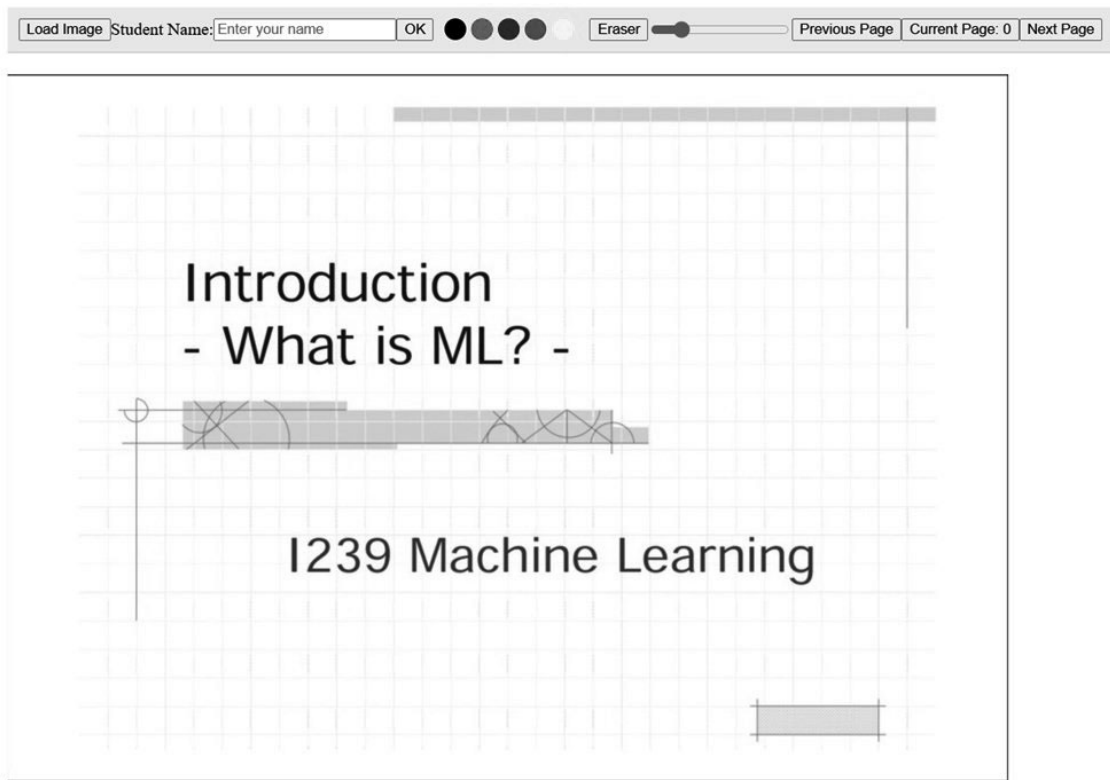 Load Image Student Name: Enter your name OK Eraser Previous Page Current Page: 0 Next Page
Introduction
- What is ML? -
I239 Machine Learning